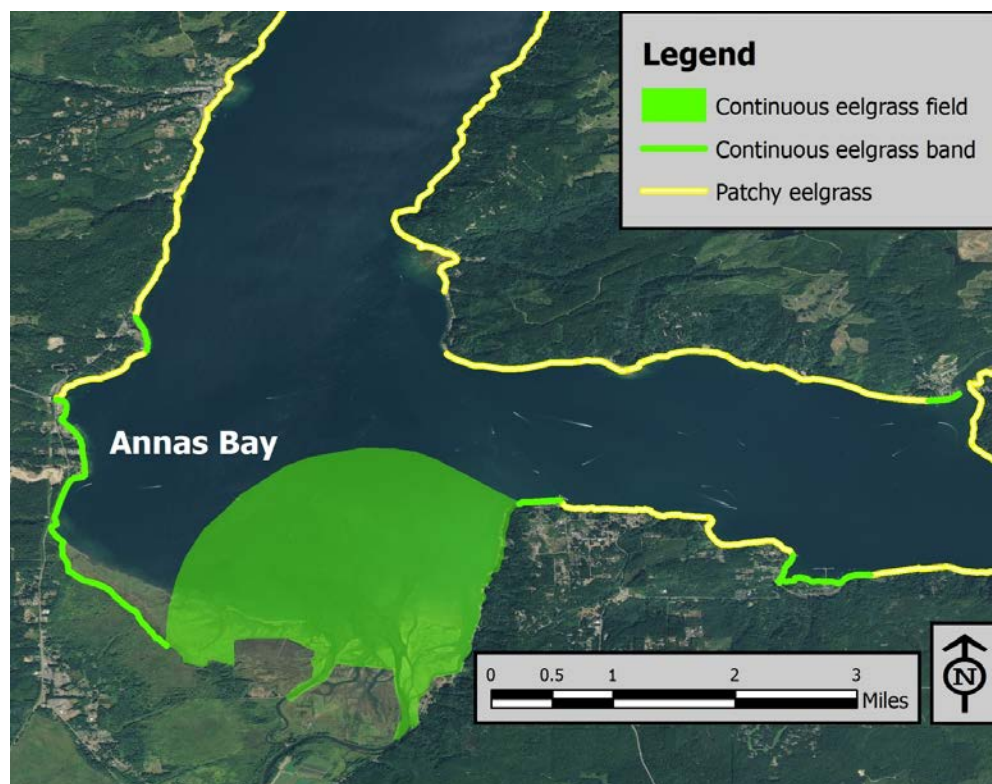 Legend
Continuous eelgrass field
Continuous eelgrass band
Patchy eelgrass
Annas Bay
0 0.5 1 2 3
Miles
N